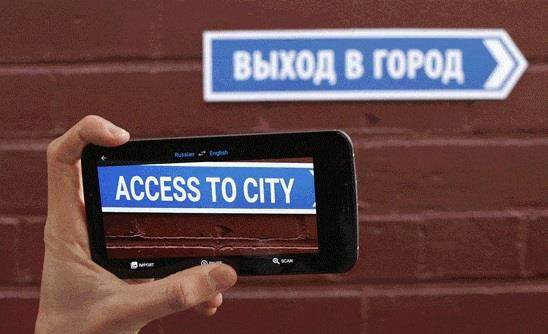 ВЫХОД В ГОРОД
Russian English
ACCESS TO CITY
IMPORT
SCAN